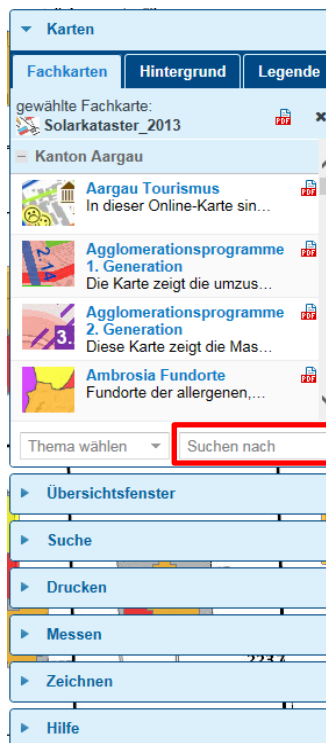 Karten
Fachkarten Hintergrund Legende
gewählte Fachkarte:
Solarkataster_2013
Kanton Aargau
Aargau Tourismus
In dieser Online-Karte sin...
Agglomerationsprogramme
1. Generation
Die Karte zeigt die umzus...
Agglomerationsprogramme
2. Generation
Diese Karte zeigt die Mas...
Ambrosia Fundorte
Fundorte der allergenen,...
Thema wählen Suchen nach
Übersichtsfenster
Suche
Drucken
Messen
Zeichnen
Hilfe